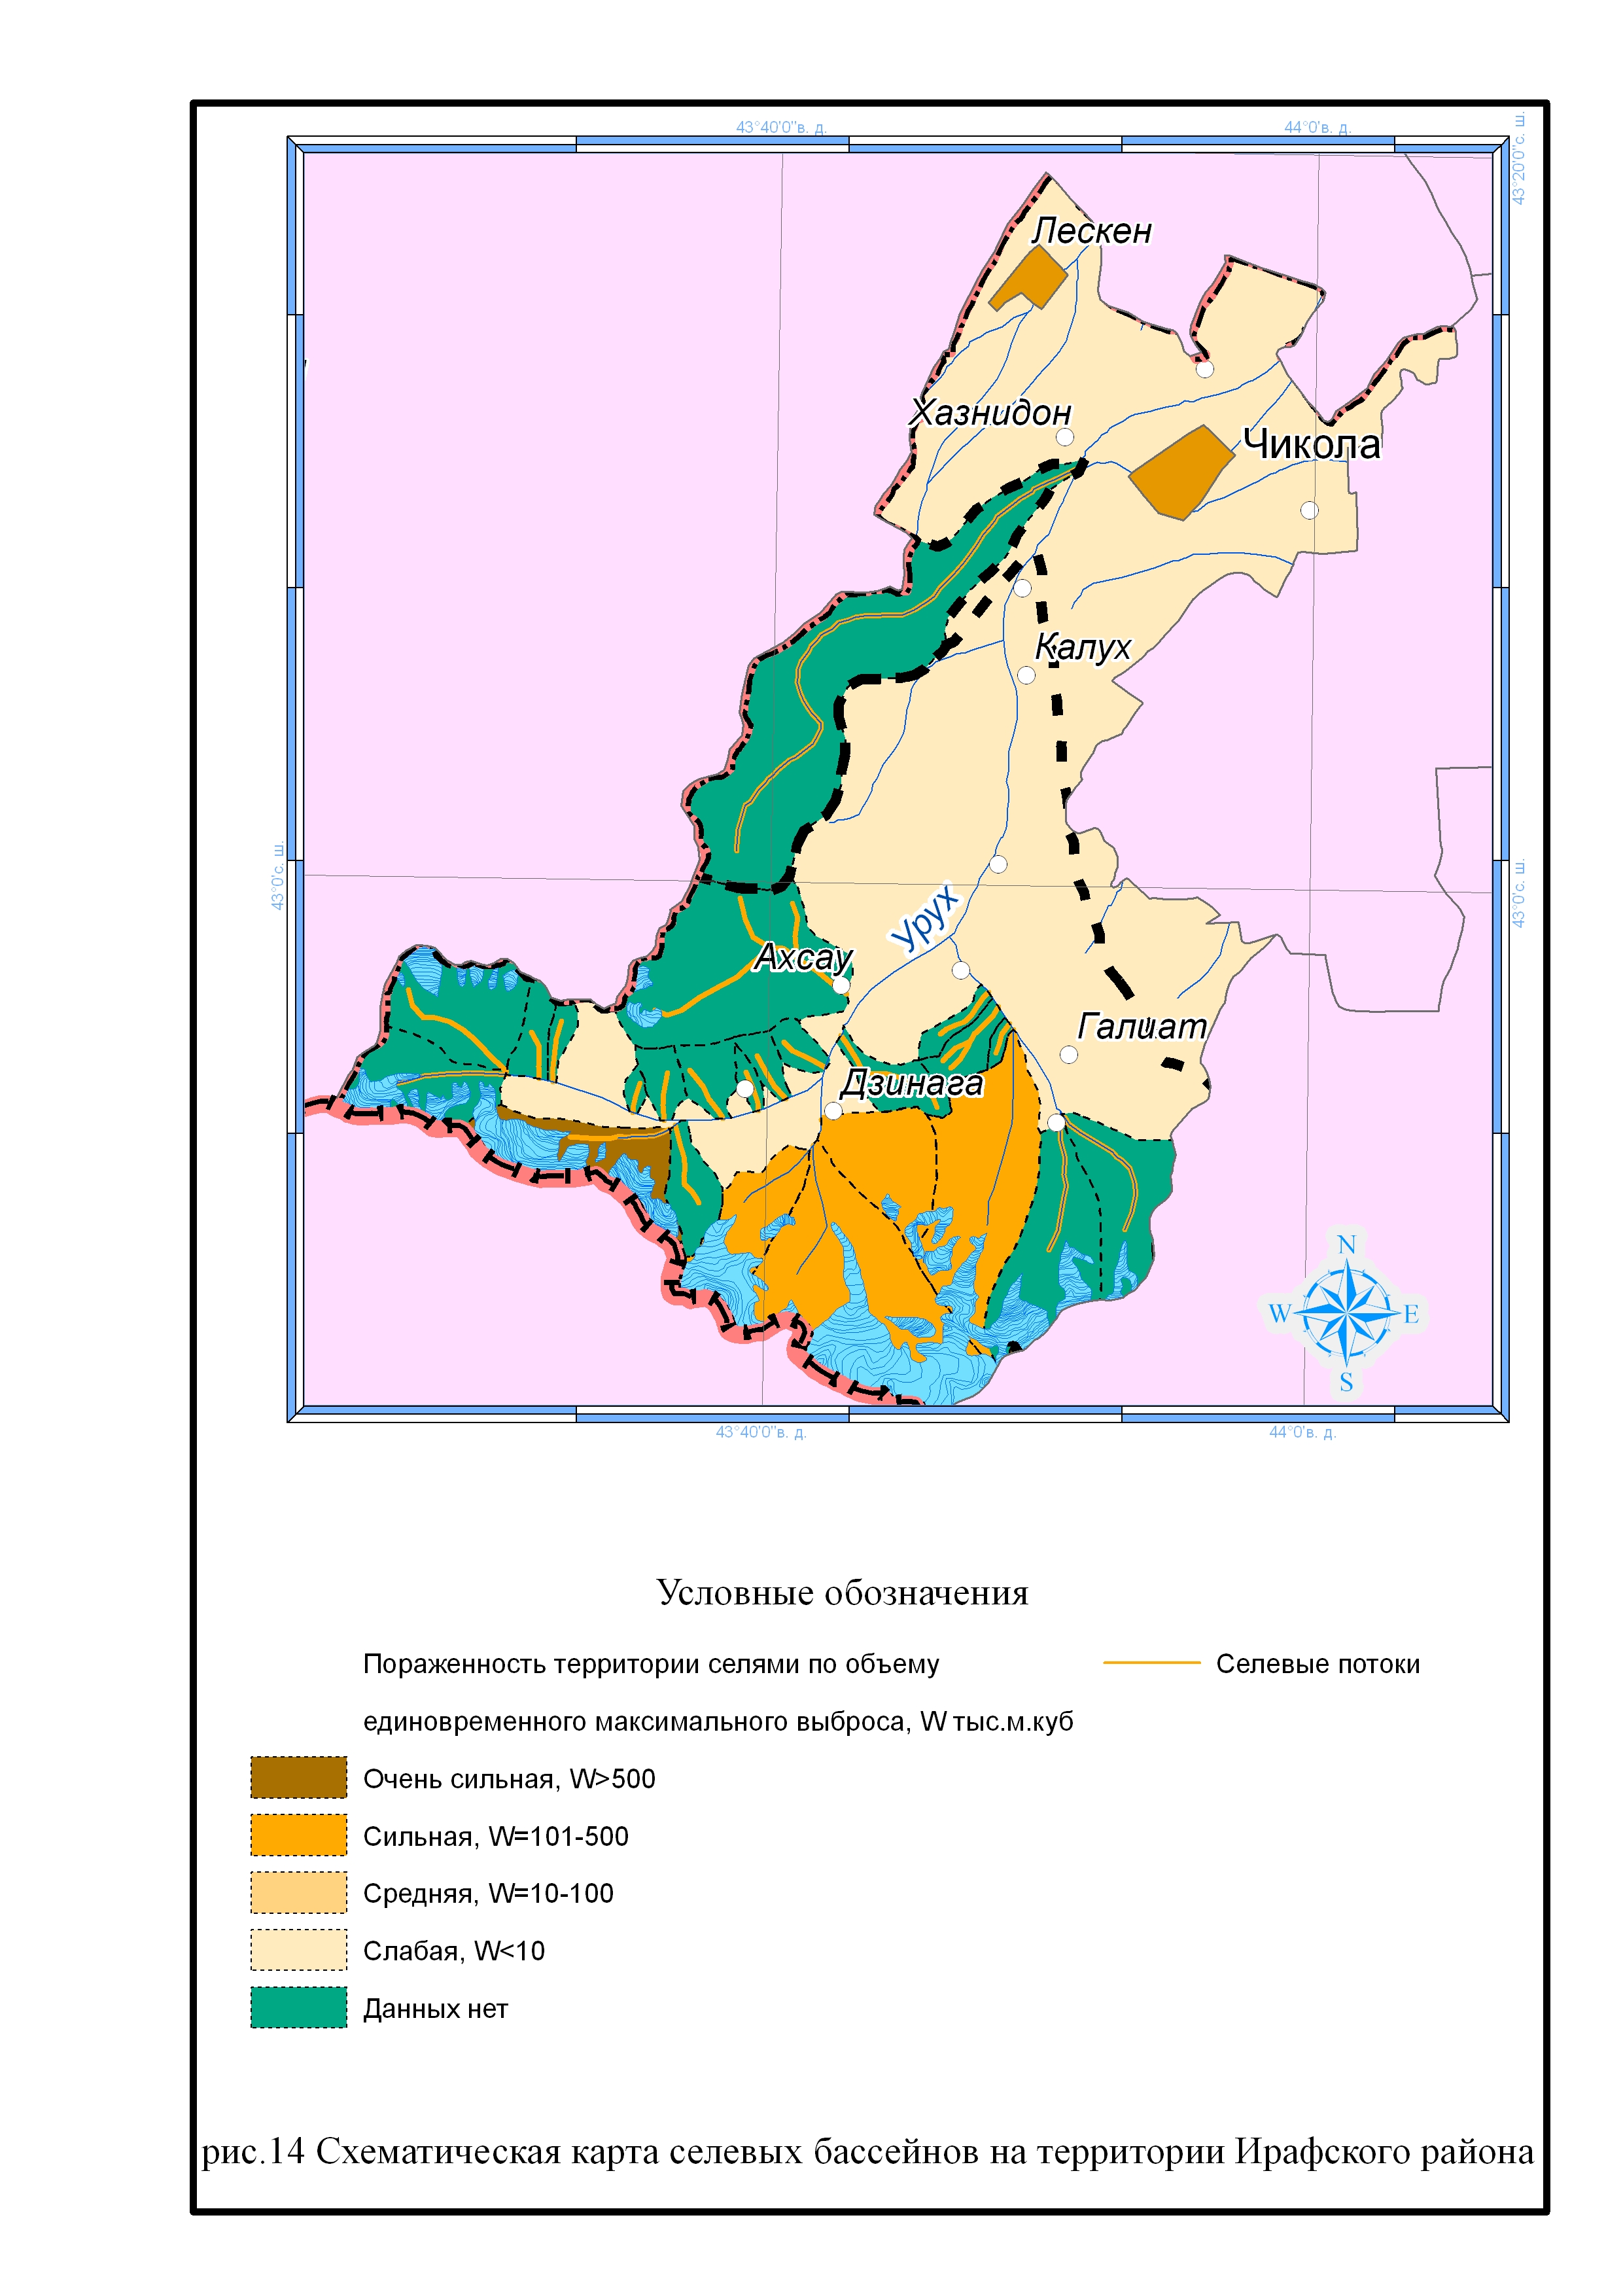 43°40'0"в. д.
44°0'в. д.
43°20'0"с. ш.
Лескен
Хазнидон
Чикола
Калух
43°0'с. ш.
43°0'с. ш.
Урух
Ахсау
Галиат
Дзинага
N
W
E
S
43°40'0"в. д.
44°0'в. д.
Условные обозначения
Пораженность территории селями по объему
Селевые потоки
единовременного максимального выброса, W тыс.м.куб
Очень сильная, W>500
Сильная, W=101-500
Средняя, W=10-100
Слабая, W<10
Данных нет
рис.14 Схематическая карта селевых бассейнов на территории Ирафского района